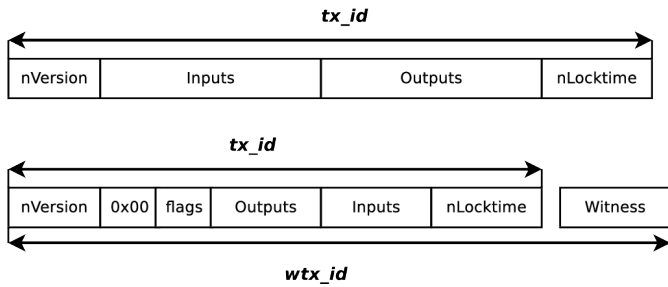 tx_id
nVersion Inputs Outputs nLocktime
tx_id
nVersion 0x00 flags Outputs Inputs nLocktime Witness
wtx_id